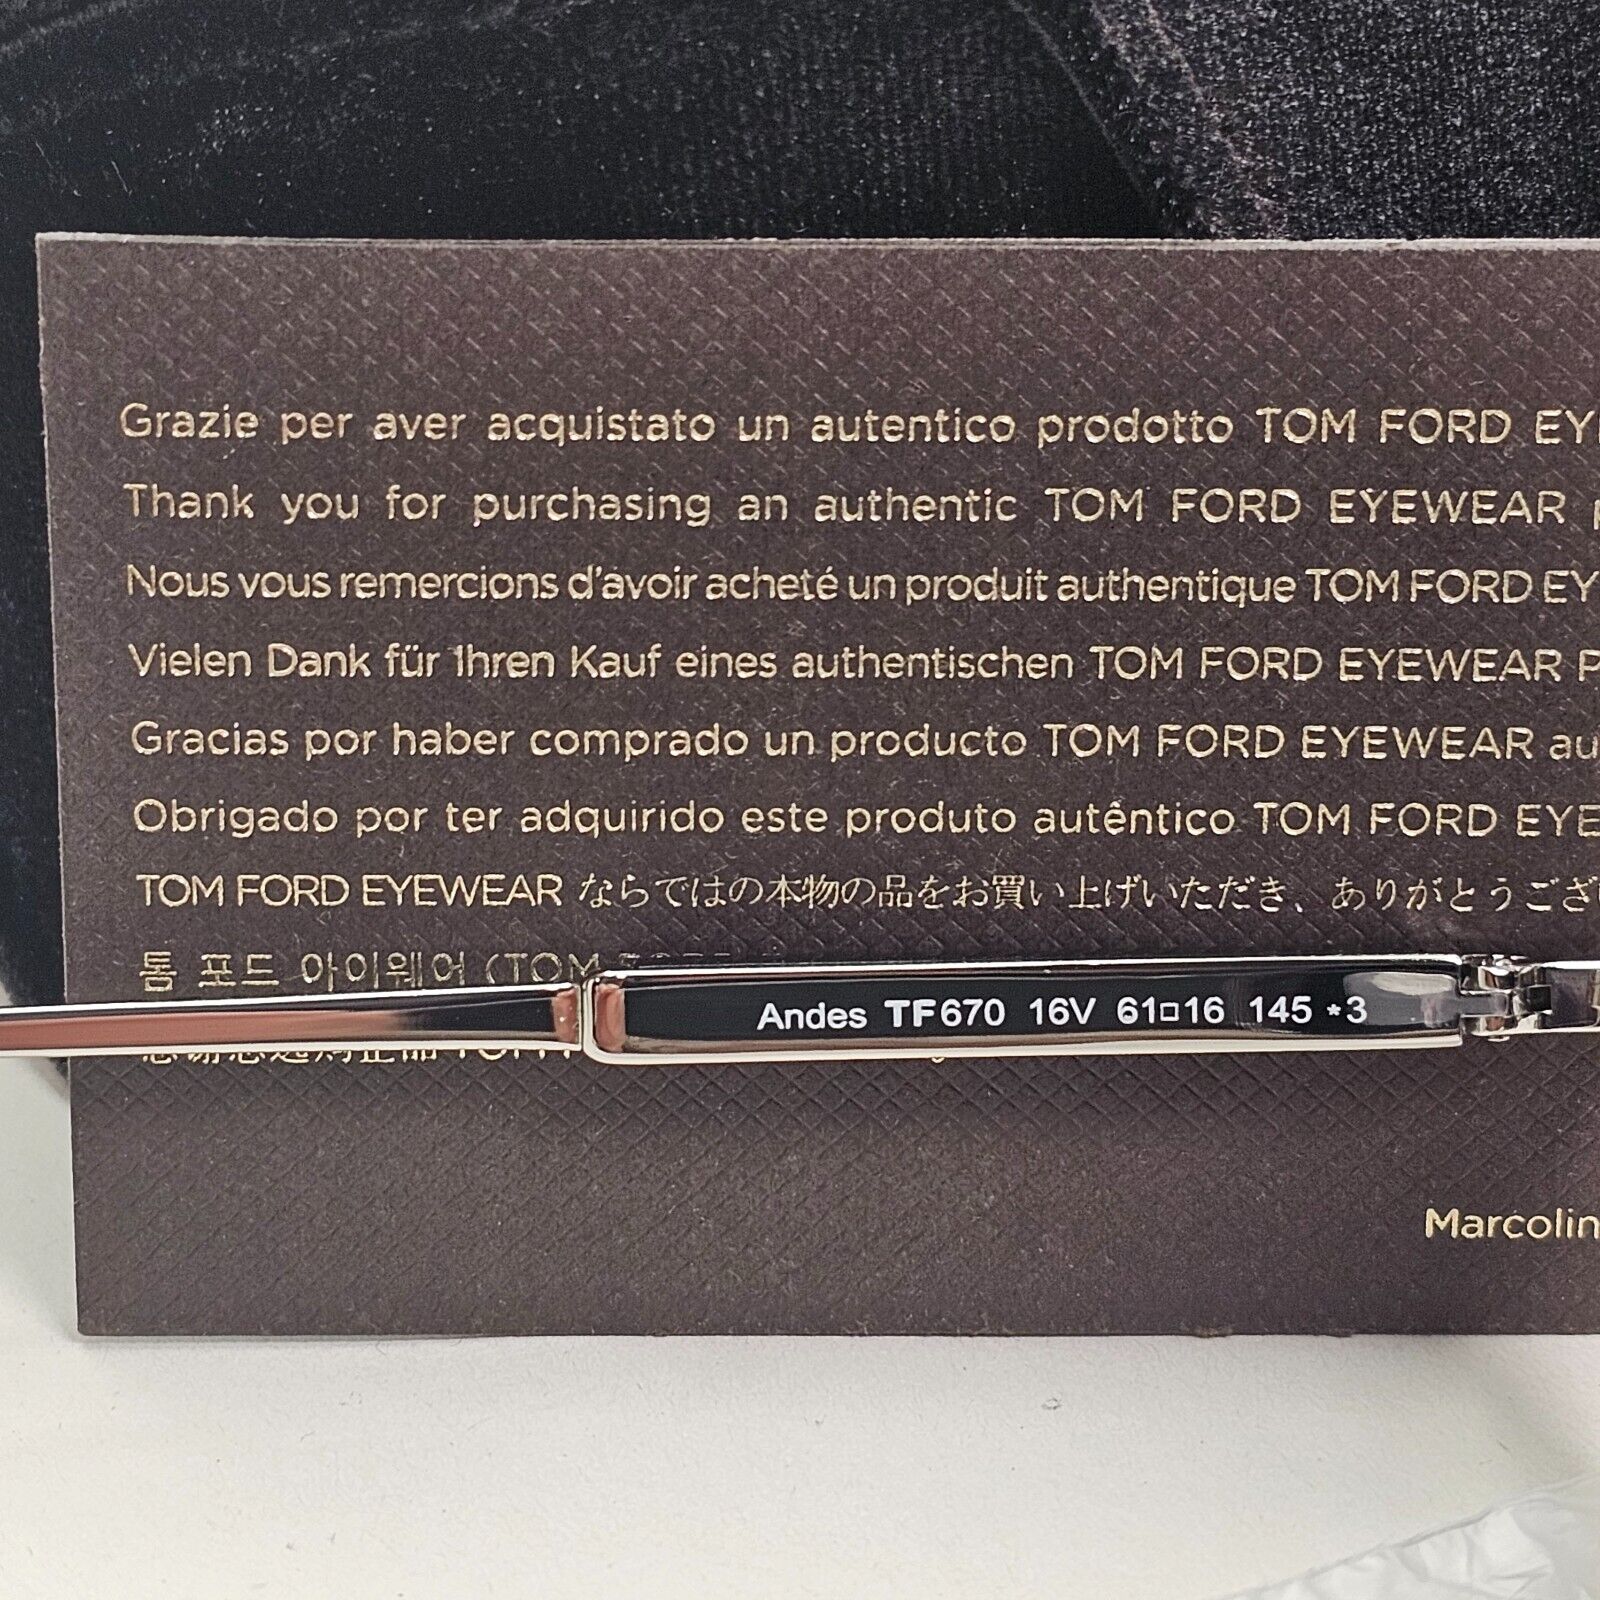 Grazie per aver acquistato un autentico prodotto TOM FORD
Thank you for purchasing an authentic TOM FORD EYEWEAR
Nous vous remercions d'avoir acheté un produit authentique TOM FORD
Vielen Dank für Ihren Kauf eines authentischen TOM FORD EYEWEAR
Gracias por haber comprado un producto TOM FORD EYEWEAR
Obrigado por ter adquirido este produto autêntico TOM FORD
TOM FORD EYEWEAR ならではの本物の品をお買い上げいただき、ありがとうござい
톰 포드 아이웨어 (TOM
Andes TF670 16V 61□16 145 *3
Marcolin